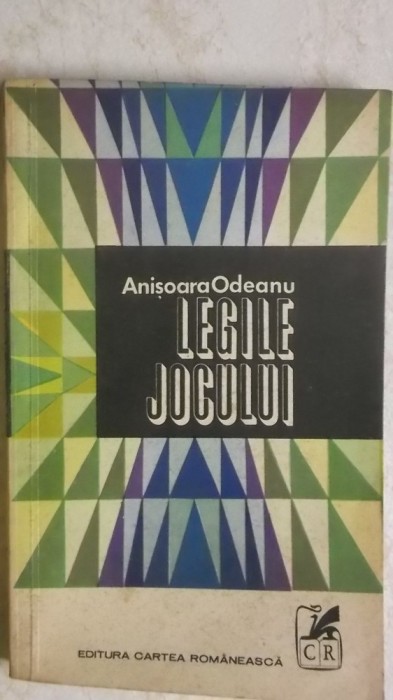 Anișoara Odeanu
LEGILE
JOCULUI
EDITURA CARTEA ROMÂNEASCĂ
CR